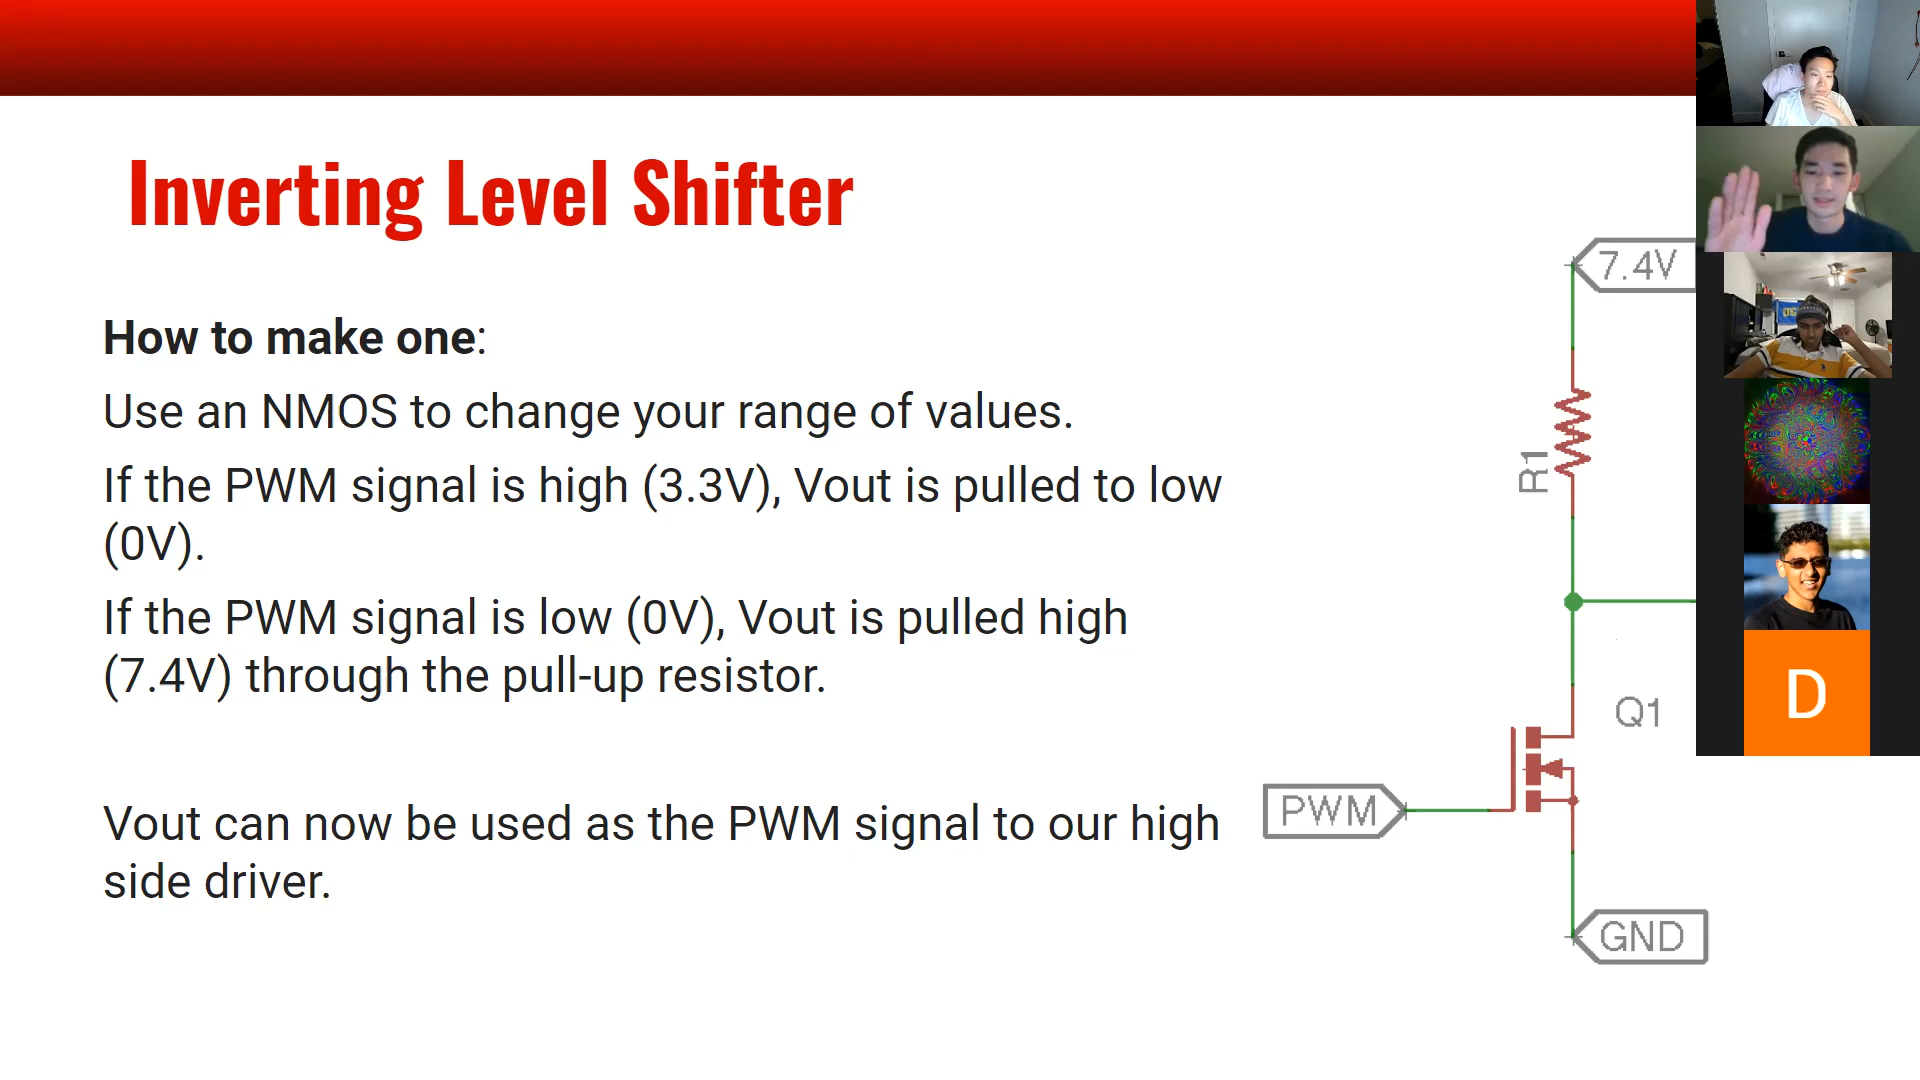 Inverting Level Shifter
How to make one:
Use an NMOS to change your range of values.
If the PWM signal is high (3.3V), Vout is pulled to low
(0V).
If the PWM signal is low (0V), Vout is pulled high
(7.4V) through the pull-up resistor.
Vout can now be used as the PWM signal to our high
side driver.
7.4V
R1
Q1
PWM
GND
D